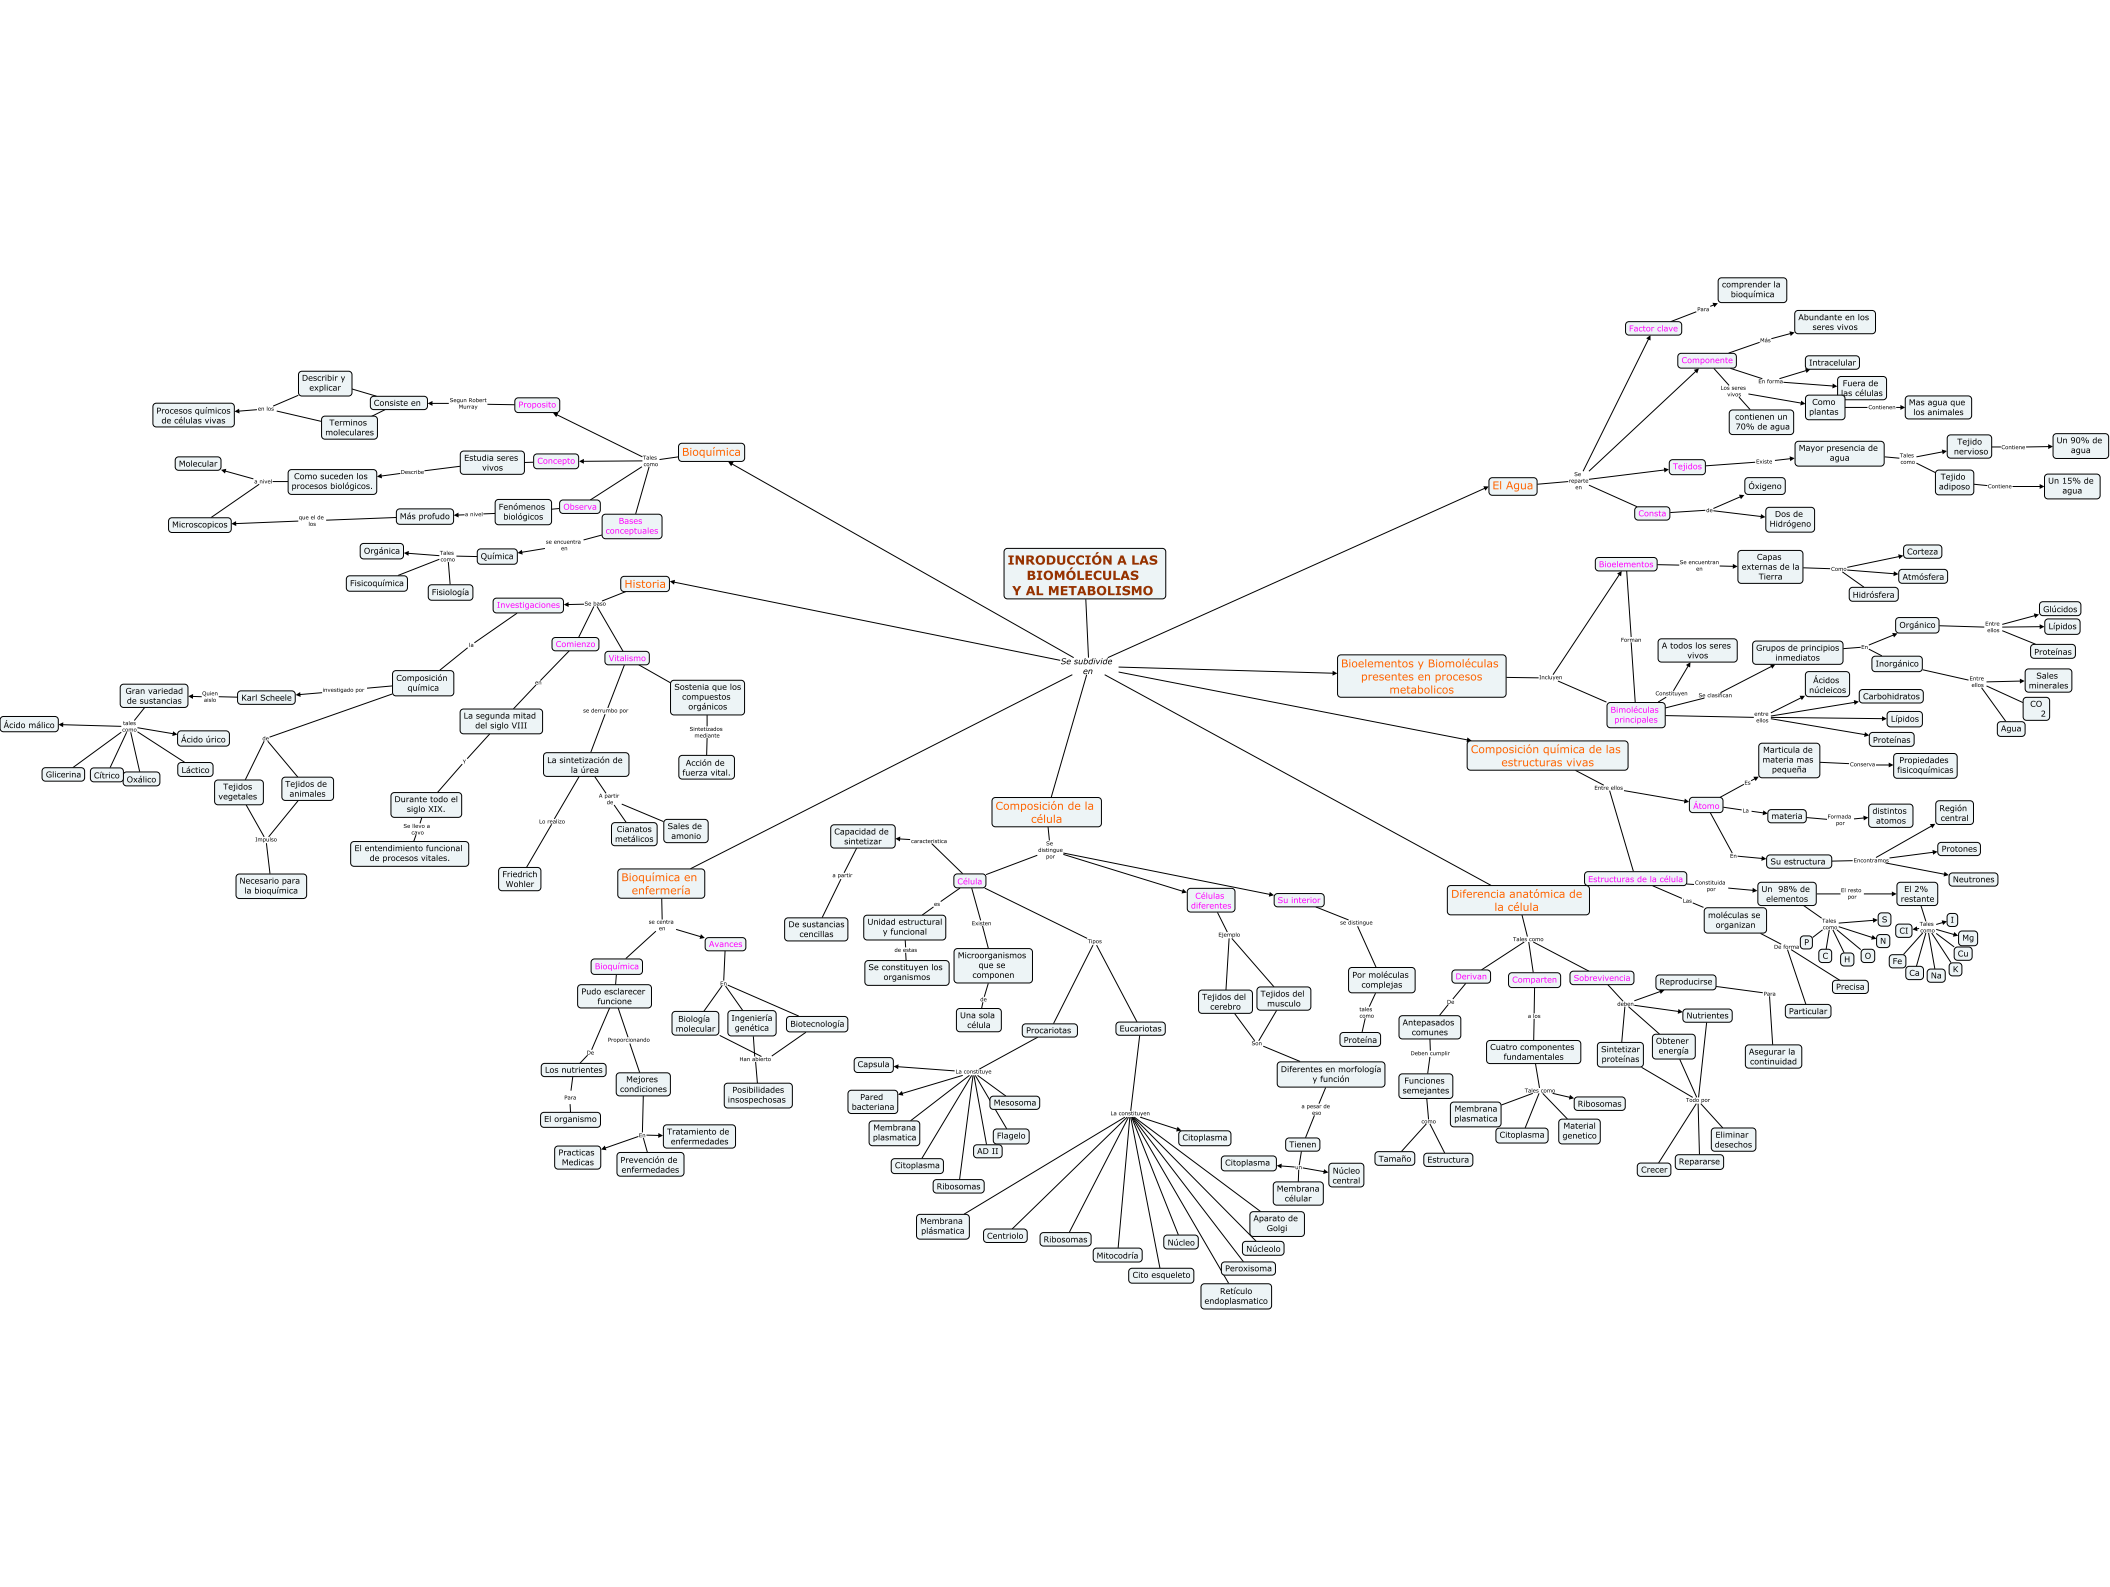 INRODUCCIÓN A LAS
BIOMÓLECULAS
Y AL METABOLISMO
Se subdivide
en
Bioquímica
Tales
como
Proposito
Segun Robert
Murray
Consiste en
Describir y
explicar
Terminos
moleculares
en los
Procesos químicos
de células vivas
Concepto
Estudia seres
vivos
Describe
Como suceden los
procesos biológicos.
a nivel
Molecular
Microscopicos
Observa
Fenómenos
biológicos
a nivel
Más profudo
que el de
los
Bases
conceptuales
se encuentra
en
Química
Tales
como
Orgánica
Fisicoquímica
Fisiología
Historia
Se baso
Investigaciones
la
Composición
química
investigado por
Karl Scheele
Quien
aislo
Gran variedad
de sustancias
tales
como
Ácido málico
Glicerina
Cítrico
Oxálico
Láctico
Ácido úrico
de
Tejidos
vegetales
Tejidos de
animales
Impulso
Necesario para
la bioquímica
Comienzo
en
La segunda mitad
del siglo VIII
y
Durante todo el
siglo XIX.
Se llevo a
cavo
El entendimiento funcional
de procesos vitales.
Vitalismo
se derrumbo por
La sintetización de
la úrea
Lo realizo
Friedrich
Wohler
A partir
de
Cianatos
metálicos
Sales de
amonio
Sostenia que los
compuestos
orgánicos
Sintetizados
mediante
Acción de
fuerza vital.
Bioquímica en
enfermería
se centra
en
Bioquímica
Pudo esclarecer
funcione
De
Los nutrientes
Para
El organismo
Proporcionando
Mejores
condiciones
En
Practicas
Medicas
Prevención de
enfermedades
Tratamiento de
enfermedades
Avances
En
Biología
molecular
Ingeniería
genética
Biotecnología
Han abierto
Posibilidades
insospechosas
Composición de la
célula
Se
distingue
por
Célula
característica
Capacidad de
sintetizar
a partir
De sustancias
cencillas
es
Unidad estructural
y funcional
de estas
Se constituyen los
organismos
Existen
Microorganismos
que se
componen
de
Una sola
célula
Tipos
Procariotas
La constituye
Capsula
Pared
bacteriana
Membrana
plasmatica
Citoplasma
Ribosomas
AD II
Flagelo
Mesosoma
Eucariotas
La constituyen
Citoplasma
Membrana
plásmatica
Centriolo
Ribosomas
Mitocodría
Cito esqueleto
Núcleo
Retículo
endoplasmatico
Peroxisoma
Núcleolo
Aparato de
Golgi
Células
diferentes
Ejemplo
Tejidos del
cerebro
Tejidos del
musculo
Son
Diferentes en morfología
y función
a pesar de
eso
Tienen
un
Citoplasma
Núcleo
central
Membrana
célular
Su interior
se distingue
Por moléculas
complejas
tales
como
Proteína
Diferencia anatómica de
la célula
Tales como
Derivan
De
Antepasados
comunes
Deben cumplir
Funciones
semejantes
como
Tamaño
Estructura
Comparten
a los
Cuatro componentes
fundamentales
Tales como
Membrana
plasmatica
Citoplasma
Material
genetico
Ribosomas
Sobrevivencia
deben
Reproducirse
Para
Asegurar la
continuidad
Nutrientes
Sintetizar
proteínas
Obtener
energía
Todo por
Crecer
Repararse
Eliminar
desechos
Composición química de las
estructuras vivas
Entre ellos
Átomo
Es
Marticula de
materia mas
pequeña
Conserva
Propiedades
fisicoquímicas
La
materia
Formada
por
distintos
atomos
En
Su estructura
Encontramos
Región
central
Protones
Neutrones
Estructuras de la célula
Constituida
por
Un  98% de
elementos
El resto
por
El 2%
restante
Tales
como
S
N
O
H
C
P
Tales
como
I
Mg
Cu
K
Na
Ca
Fe
CI
Las
moléculas se
organizan
De forma
Precisa
Particular
Bioelementos y Biomoléculas
presentes en procesos
metabolicos
Incluyen
Bioelementos
Se encuentran
en
Capas
externas de la
Tierra
Como
Corteza
Atmósfera
Hidrósfera
Forman
Bimoléculas
principales
Constituyen
A todos los seres
vivos
Se clasifican
Grupos de principios
inmediatos
En
Orgánico
Entre
ellos
Glúcidos
Lípidos
Proteínas
Inorgánico
Entre
ellos
Sales
minerales
CO
2
Agua
entre
ellos
Ácidos
núcleicos
Carbohidratos
Lípidos
Proteínas
El Agua
Se
reparte
en
Factor clave
Para
comprender la
bioquímica
Componente
Más
Abundante en los
seres vivos
En forma
Intracelular
Fuera de
las células
Los seres
vivos
Como
plantas
Contienen
Mas agua que
los animales
contienen un
70% de agua
Tejidos
Existe
Mayor presencia de
agua
Tales
como
Tejido
nervioso
Contiene
Un 90% de
agua
Tejido
adiposo
Contiene
Un 15% de
agua
Consta
de
Óxigeno
Dos de
Hidrógeno